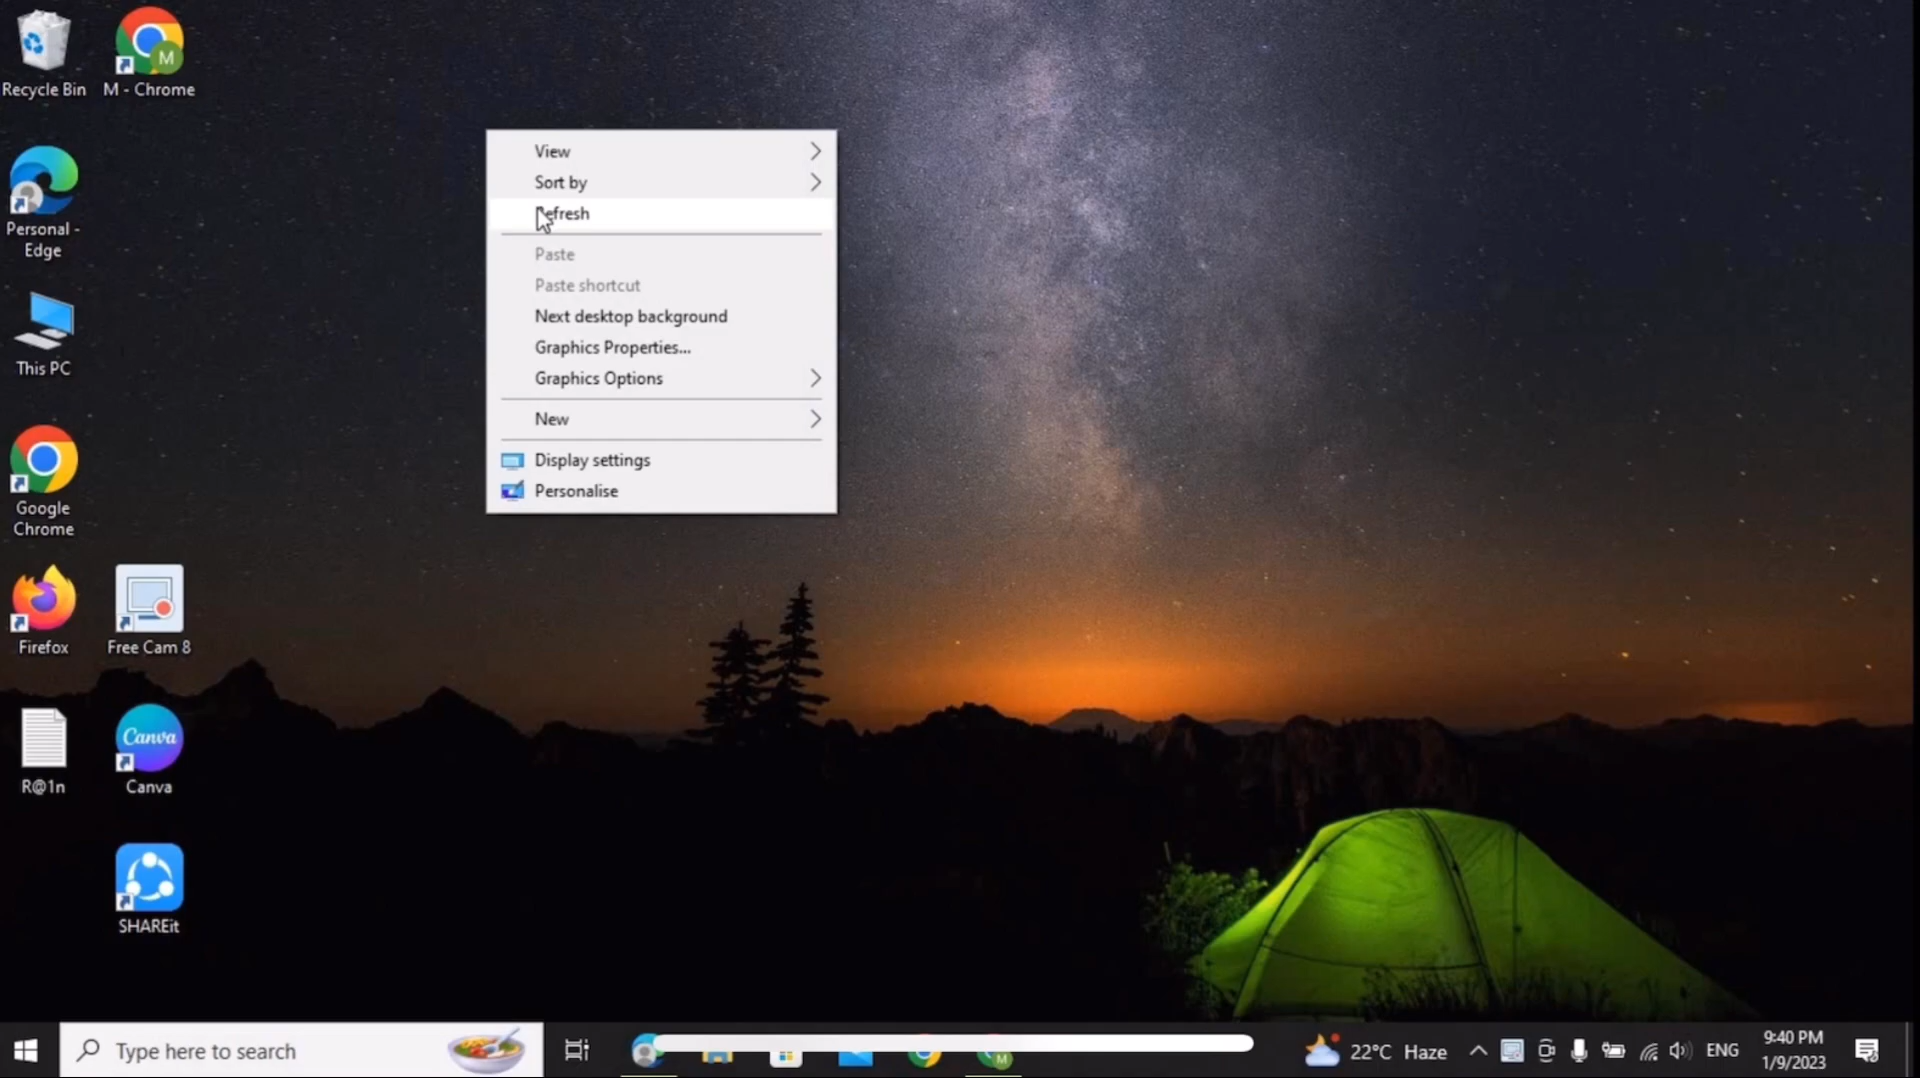 Recycle Bin
M - Chrome
Personal -
Edge
This PC
Google
Chrome
Firefox
Free Cam 8
R@1n
Canva
Canva
SHAREit
View
Sort by
Refresh
Paste
Paste shortcut
Next desktop background
Graphics Properties...
Graphics Options
New
Display settings
Personalise
Type here to search
22°C Haze
ENG
9:40 PM
1/9/2023
M
M